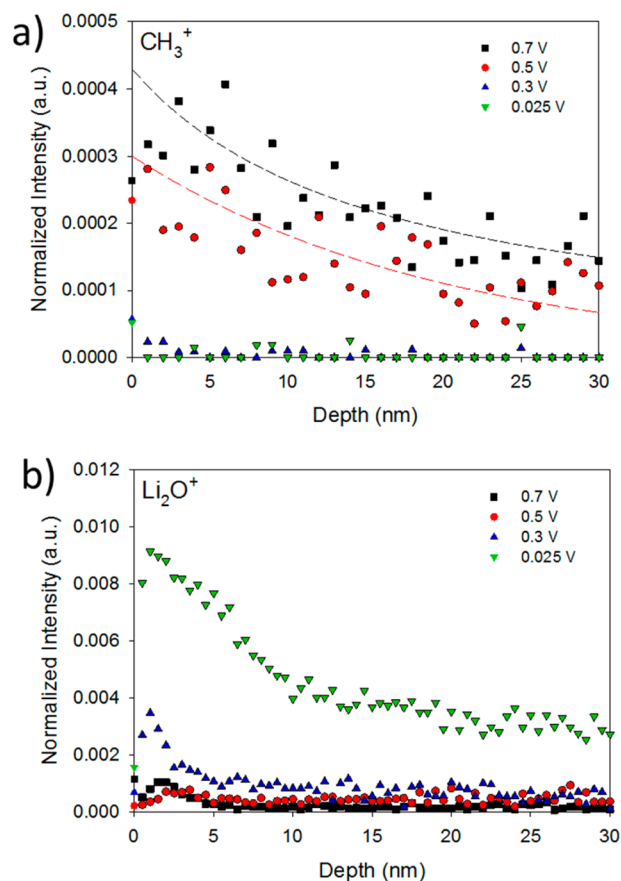 a)
CH₃⁺
0.7 V
0.5 V
0.3 V
0.025 V
Normalized Intensity (a.u.)
0.0005
0.0004
0.0003
0.0002
0.0001
0.0000
0 5 10 15 20 25 30
Depth (nm)
b)
Li₂O⁺
0.7 V
0.5 V
0.3 V
0.025 V
Normalized Intensity (a.u.)
0.012
0.010
0.008
0.006
0.004
0.002
0.000
0 5 10 15 20 25 30
Depth (nm)